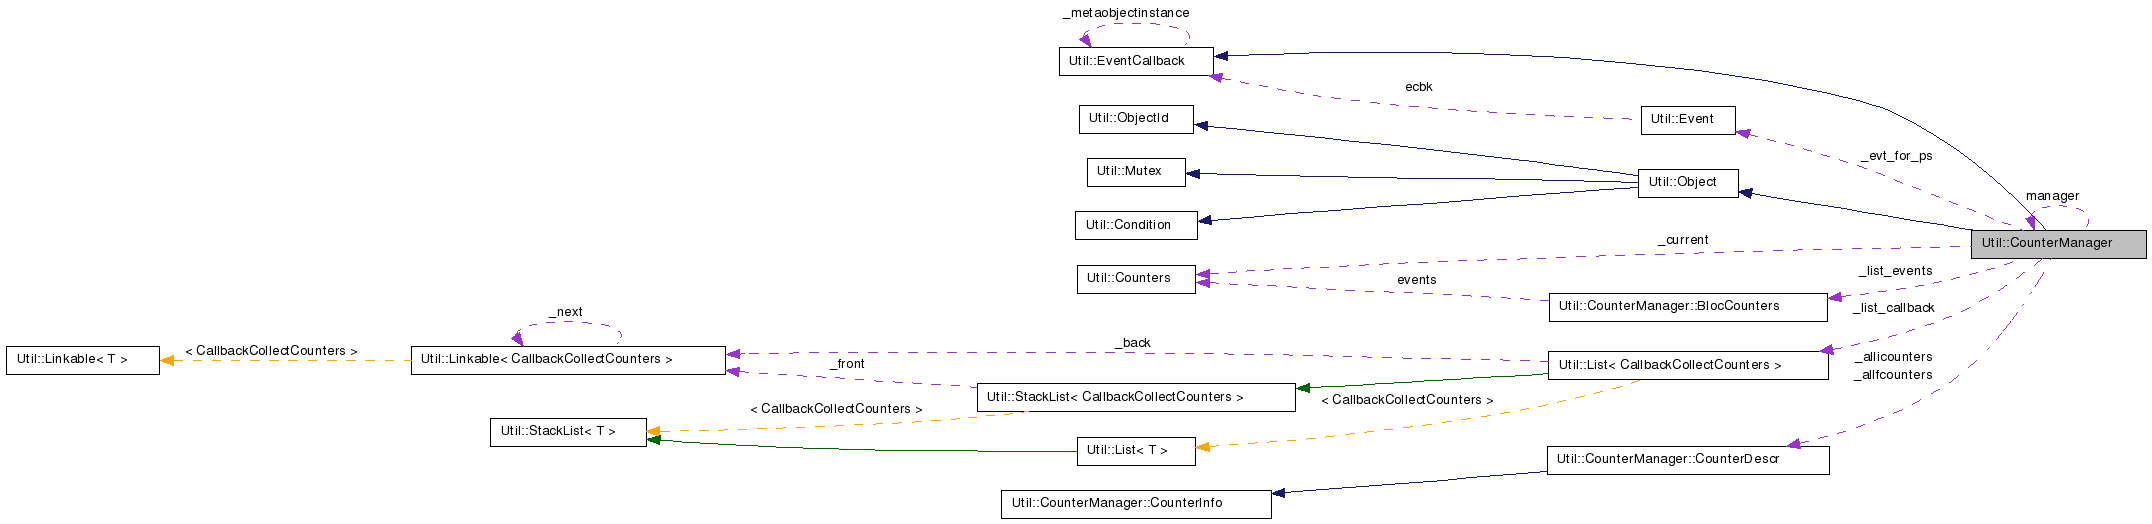 _metaobjectinstance
Util::EventCallback
ecbk
Util::ObjectId
Util::Event
_evt_for_ps
Util::Mutex
Util::Object
manager
Util::Condition
_current
Util::CounterManager
Util::Counters
events
_list_events
Util::CounterManager::BlocCounters
_list_callback
_next
_back
< CallbackCollectCounters >
Util::Linkable< T >
Util::Linkable< CallbackCollectCounters >
_front
Util::List< CallbackCollectCounters >
_allicounters
_allfcounters
Util::StackList< CallbackCollectCounters >
< CallbackCollectCounters >
< CallbackCollectCounters >
Util::StackList< T >
Util::List< T >
Util::CounterManager::CounterDescr
Util::CounterManager::CounterInfo